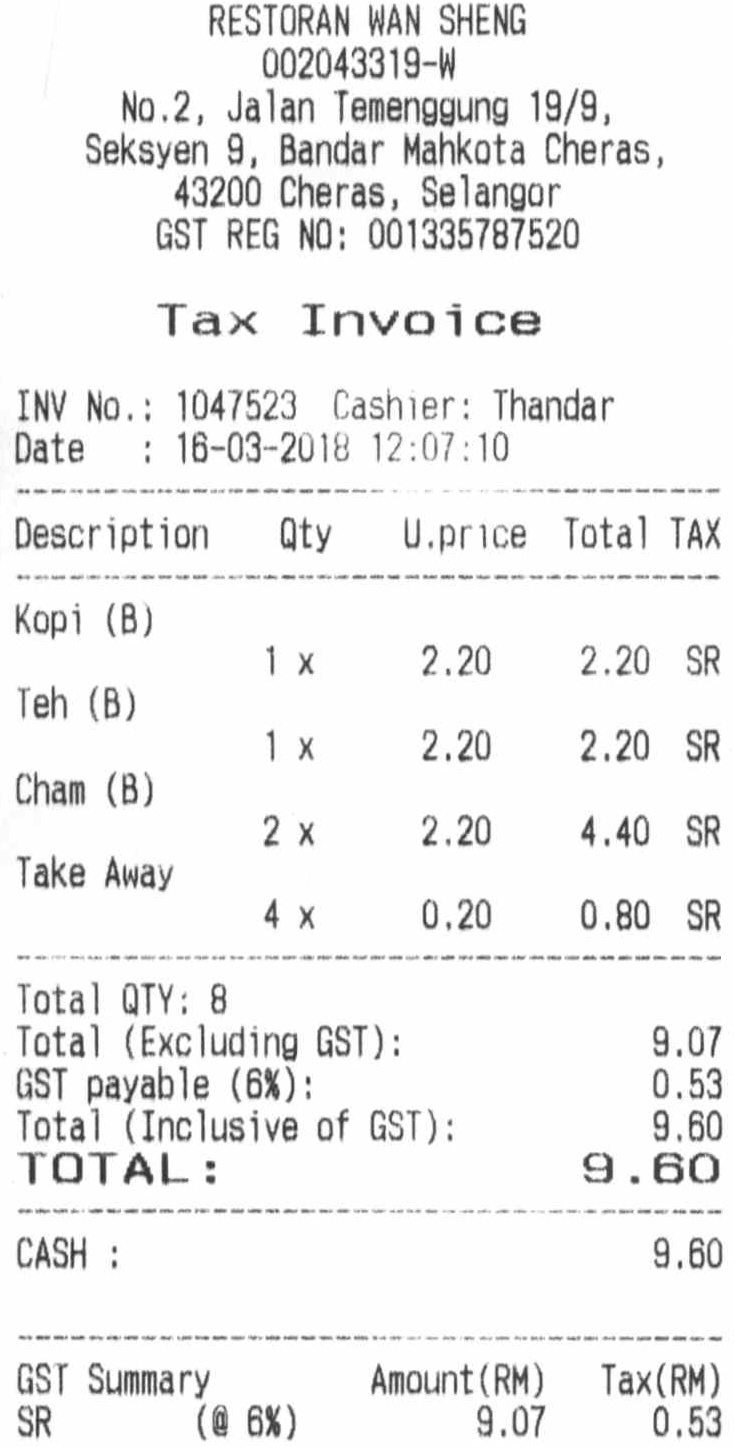 RESTORAN WAN SHENG
002043319-W
No.2, Jalan Temenggung 19/9,
Seksyen 9, Bandar Mahkota Cheras,
43200 Cheras, Selangor
GST REG NO: 001335787520
Tax Invoice
INV No.: 1047523 Cashier: Thandar
Date : 16-03-2018 12:07:10
Description Qty U.price Total TAX
Kopi (B)
1 x 2.20 2.20 SR
Teh (B)
1 x 2.20 2.20 SR
Cham (B)
2 x 2.20 4.40 SR
Take Away
4 x 0.20 0.80 SR
Total QTY: 8
Total (Excluding GST): 9.07
GST payable (6%): 0.53
Total (Inclusive of GST): 9.60
TOTAL: 9.60
CASH : 9.60
GST Summary Amount(RM) Tax(RM)
SR (@ 6%) 9.07 0.53